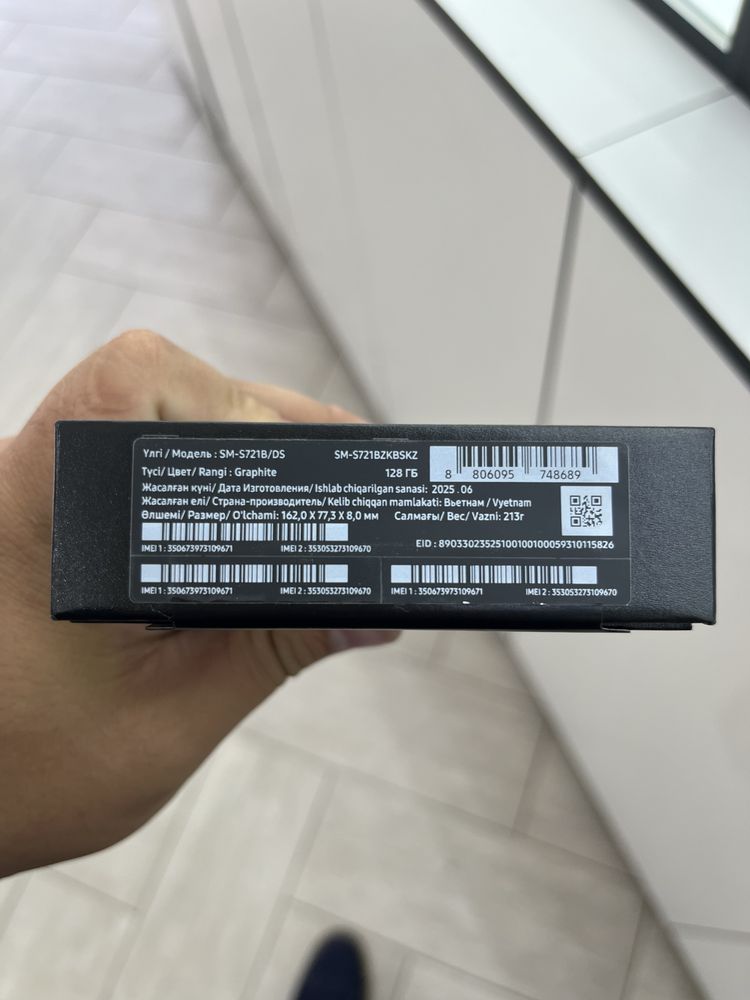 Үлгі / Модель : SM-S721B/DS SM-S721BZKBSKZ
Түсі/ Цвет/ Rangi : Graphite 128 ГБ
8 806095 748689
Жасалған күні/ Дата Изготовления/ Ishlab chiqarilgan sanasi: 2025 . 06
Жасалған елі/ Страна-производитель/ Kelib chiqqan mamlakati: Вьетнам / Vyetnam
Өлшемі/ Размер/ O'lchami: 162,0 X 77,3 X 8,0 мм Салмағы/ Вес/ Vazni: 213г
IMEI 1 : 350673973109671 IMEI 2 : 353053273109670
EID : 89033023525100100100059310115826
IMEI 1 : 350673973109671 IMEI 2 : 353053273109670
IMEI 1 : 350673973109671 IMEI 2 : 353053273109670